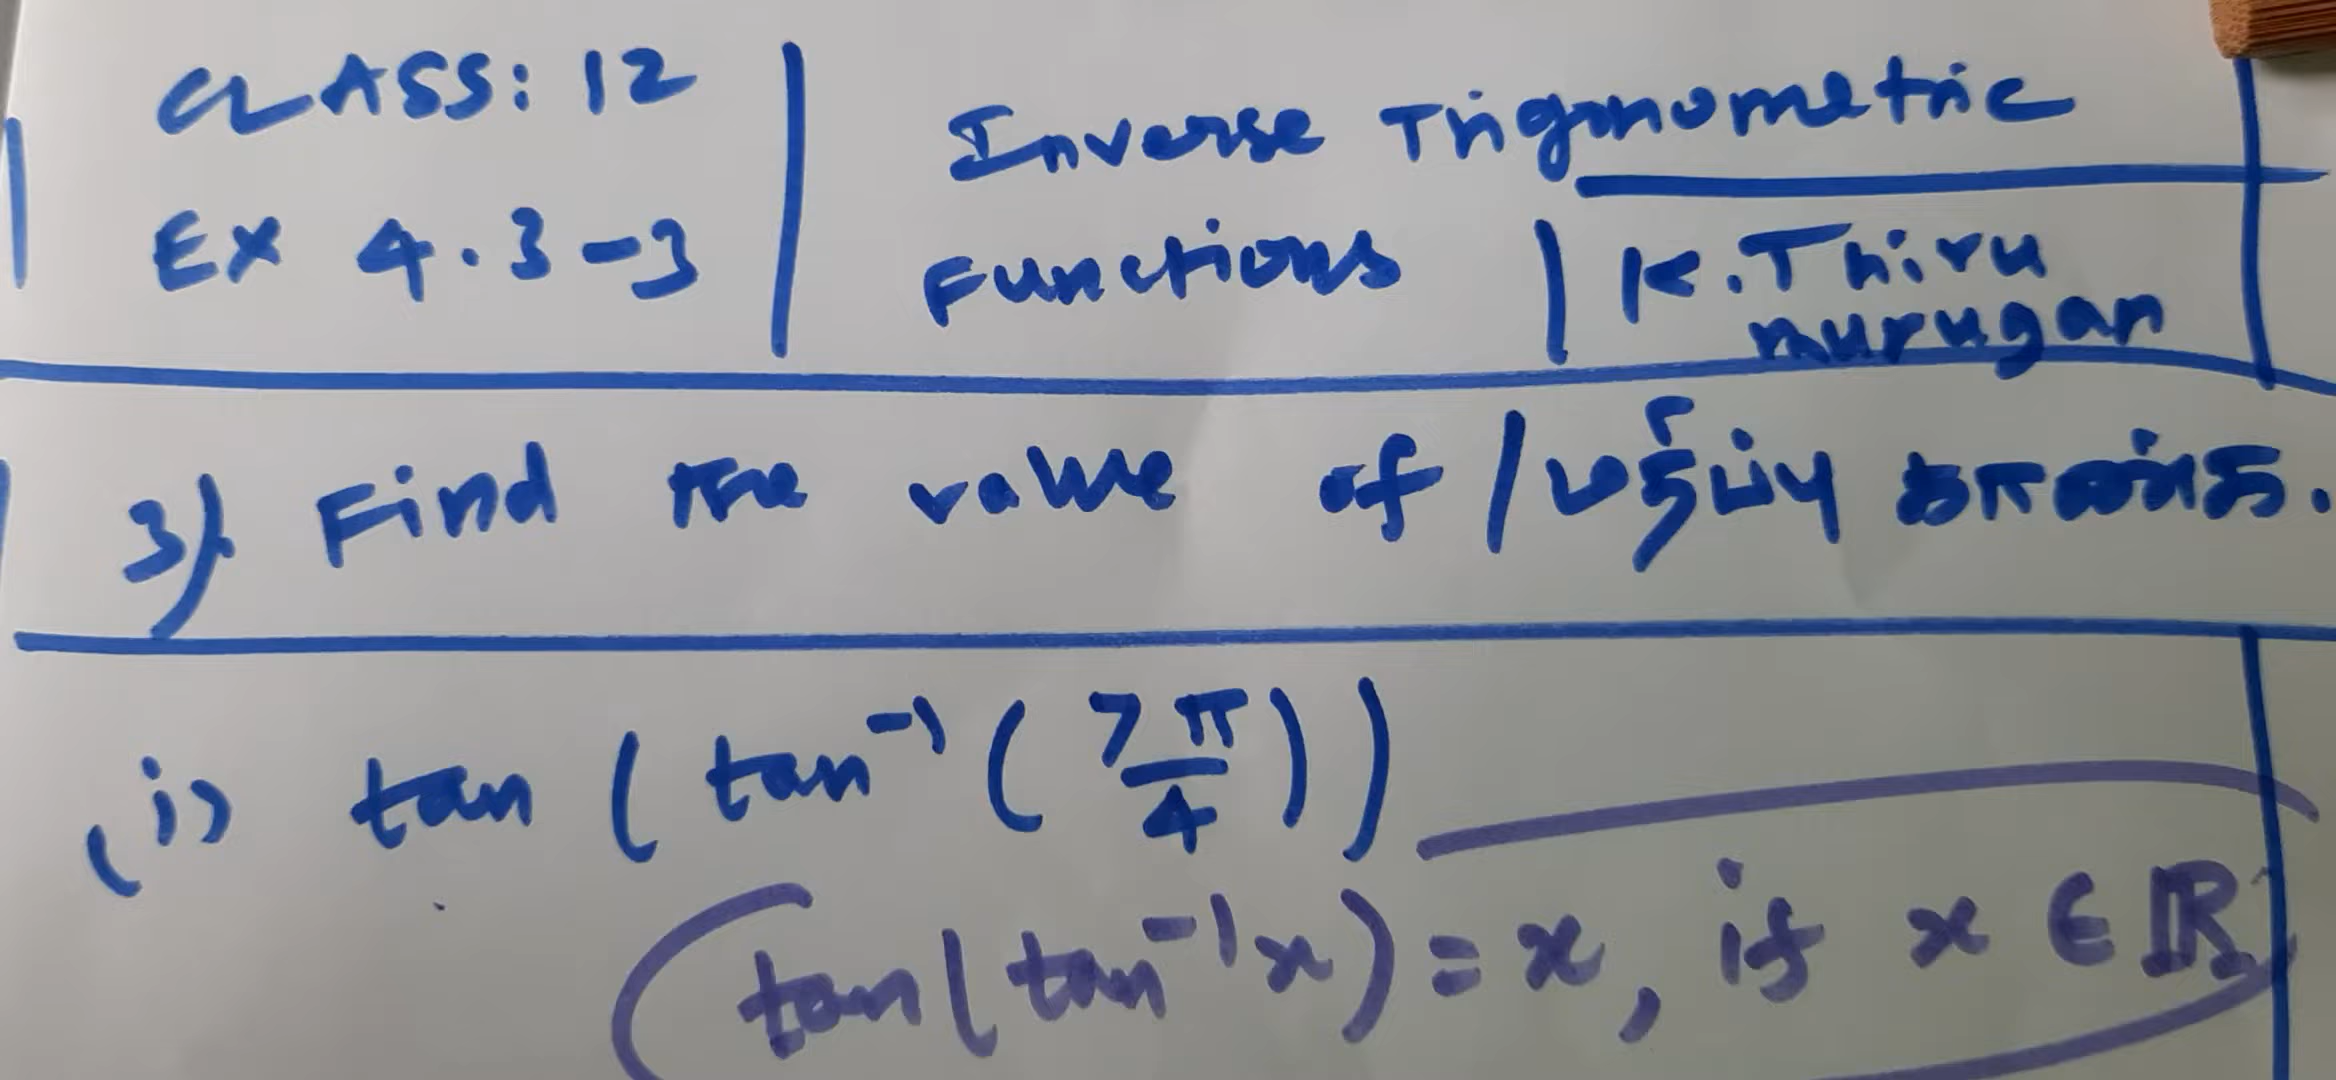 CLASS: 12
EX 4.3-3
Inverse Trigonometric
Functions
K. Thiru
murugan
3) Find the value of / மதிப்பு காண்க.
(i) tan (tan⁻¹ (7π/4))
tan(tan⁻¹x) = x, if x ∈ ℝ